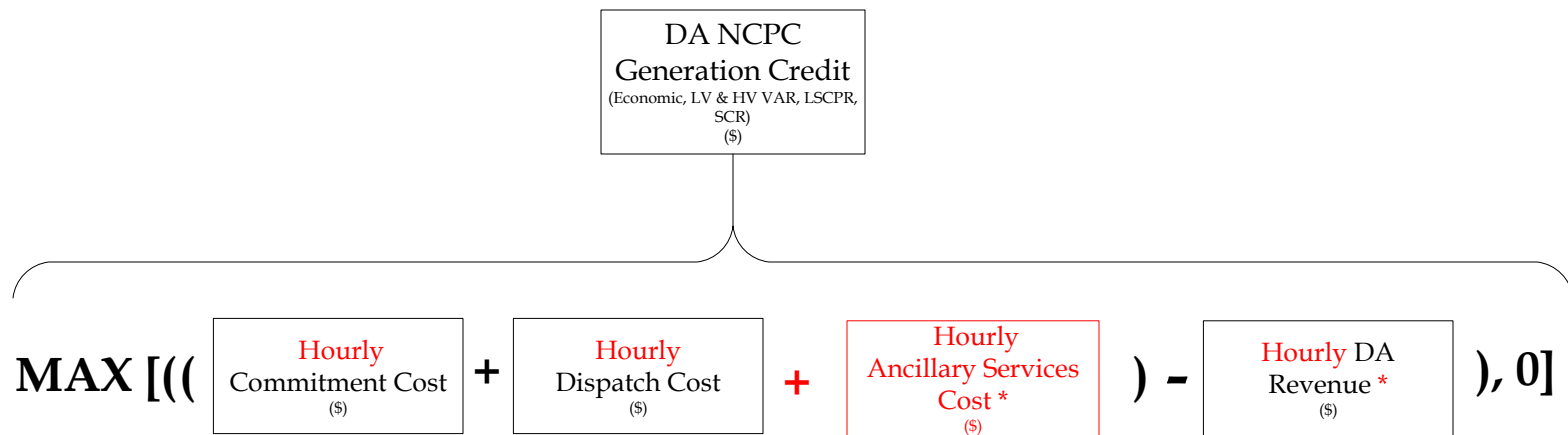 DA NCPC
Generation Credit
(Economic, LV & HV VAR, LSCPR,
SCR)
($)
MAX [((
Hourly
Commitment Cost
($)
+
Hourly
Dispatch Cost
($)
+
Hourly
Ancillary Services
Cost *
($)
) -
Hourly DA
Revenue *
($)
), 0]